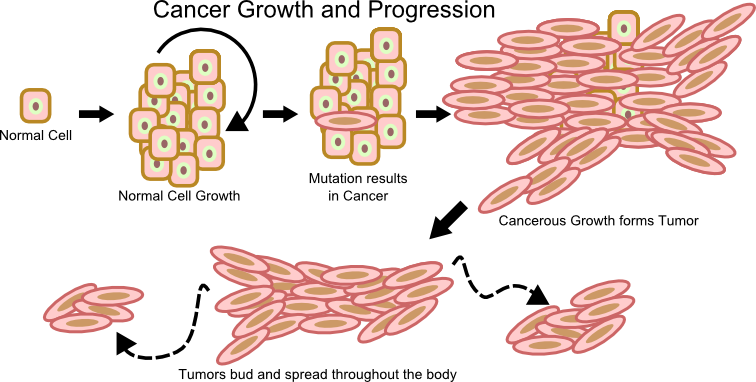 Cancer Growth and Progression
Normal Cell
Normal Cell Growth
Mutation results
in Cancer
Cancerous Growth forms Tumor
Tumors bud and spread throughout the body